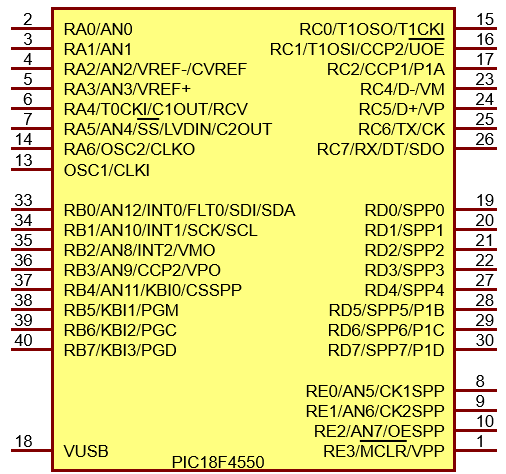 2 RA0/AN0 RC0/T1OSO/T1CKI 15
3 RA1/AN1 RC1/T1OSI/CCP2/UOE 16
4 RA2/AN2/VREF-/CVREF RC2/CCP1/P1A 17
5 RA3/AN3/VREF+ RC4/D-/VM 23
6 RA4/T0CKI/C1OUT/RCV RC5/D+/VP 24
7 RA5/AN4/SS/LVDIN/C2OUT RC6/TX/CK 25
14 RA6/OSC2/CLKO RC7/RX/DT/SDO 26
13 OSC1/CLKI
33 RB0/AN12/INT0/FLT0/SDI/SDA RD0/SPP0 19
34 RB1/AN10/INT1/SCK/SCL RD1/SPP1 20
35 RB2/AN8/INT2/VMO RD2/SPP2 21
36 RB3/AN9/CCP2/VPO RD3/SPP3 22
37 RB4/AN11/KBI0/CSSPP RD4/SPP4 27
38 RB5/KBI1/PGM RD5/SPP5/P1B 28
39 RB6/KBI2/PGC RD6/SPP6/P1C 29
40 RB7/KBI3/PGD RD7/SPP7/P1D 30
RE0/AN5/CK1SPP 8
RE1/AN6/CK2SPP 9
RE2/AN7/OESPP 10
18 VUSB RE3/MCLR/VPP 1
PIC18F4550